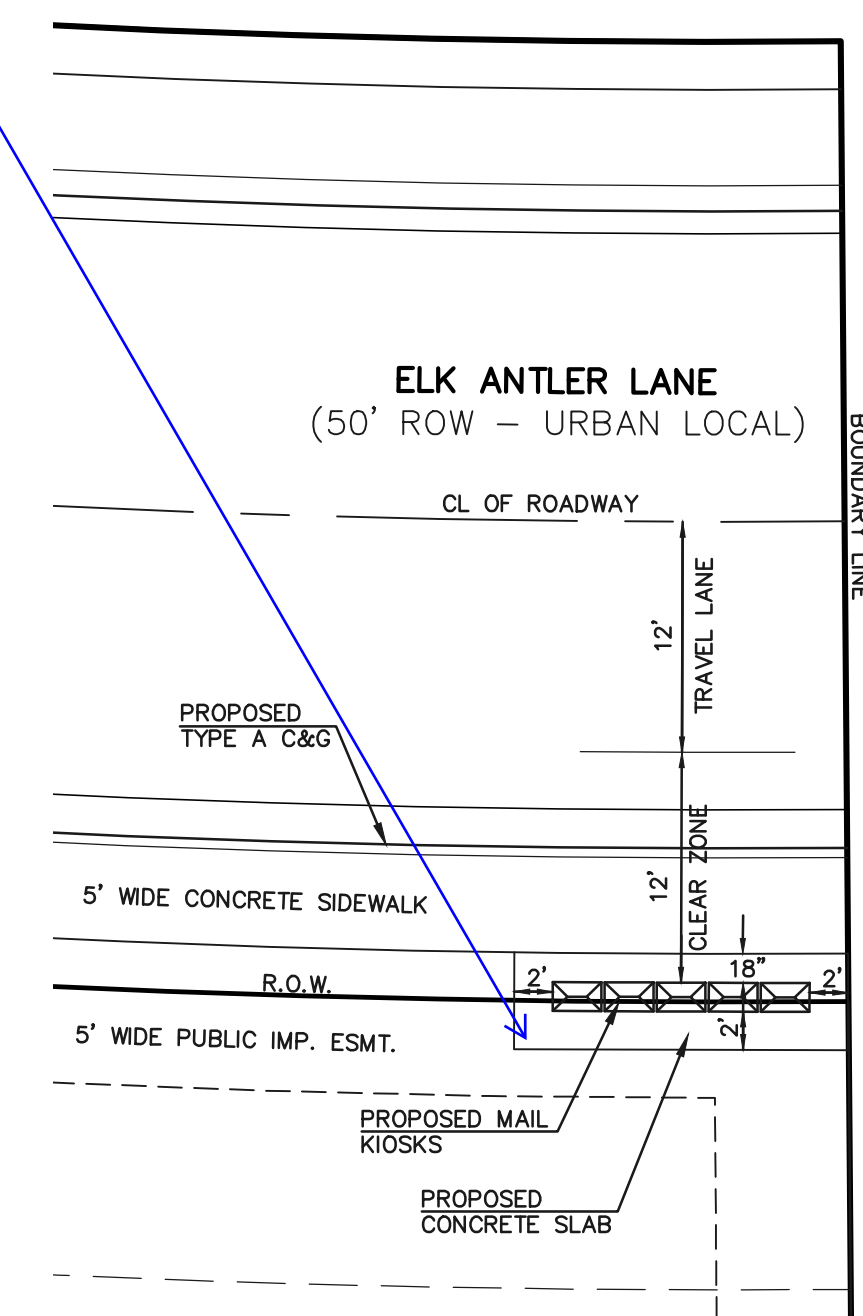 ELK ANTLER LANE
(50' ROW – URBAN LOCAL)
BOUNDARY LINE
CL OF ROADWAY
12'
TRAVEL LANE
PROPOSED
TYPE A C&G
12'
CLEAR ZONE
5' WIDE CONCRETE SIDEWALK
18"
2'
2'
R.O.W.
2'
5' WIDE PUBLIC IMP. ESMT.
PROPOSED MAIL
KIOSKS
PROPOSED
CONCRETE SLAB